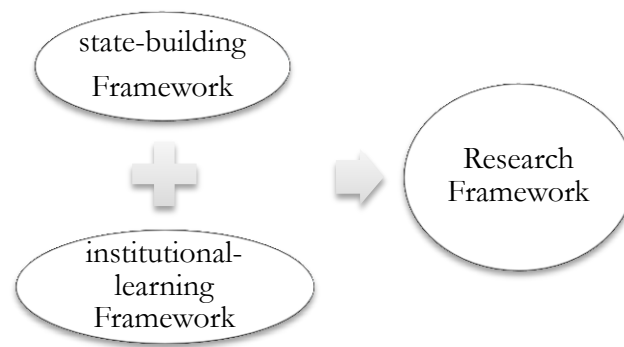 state-building
Framework
institutional-
learning
Framework
Research
Framework